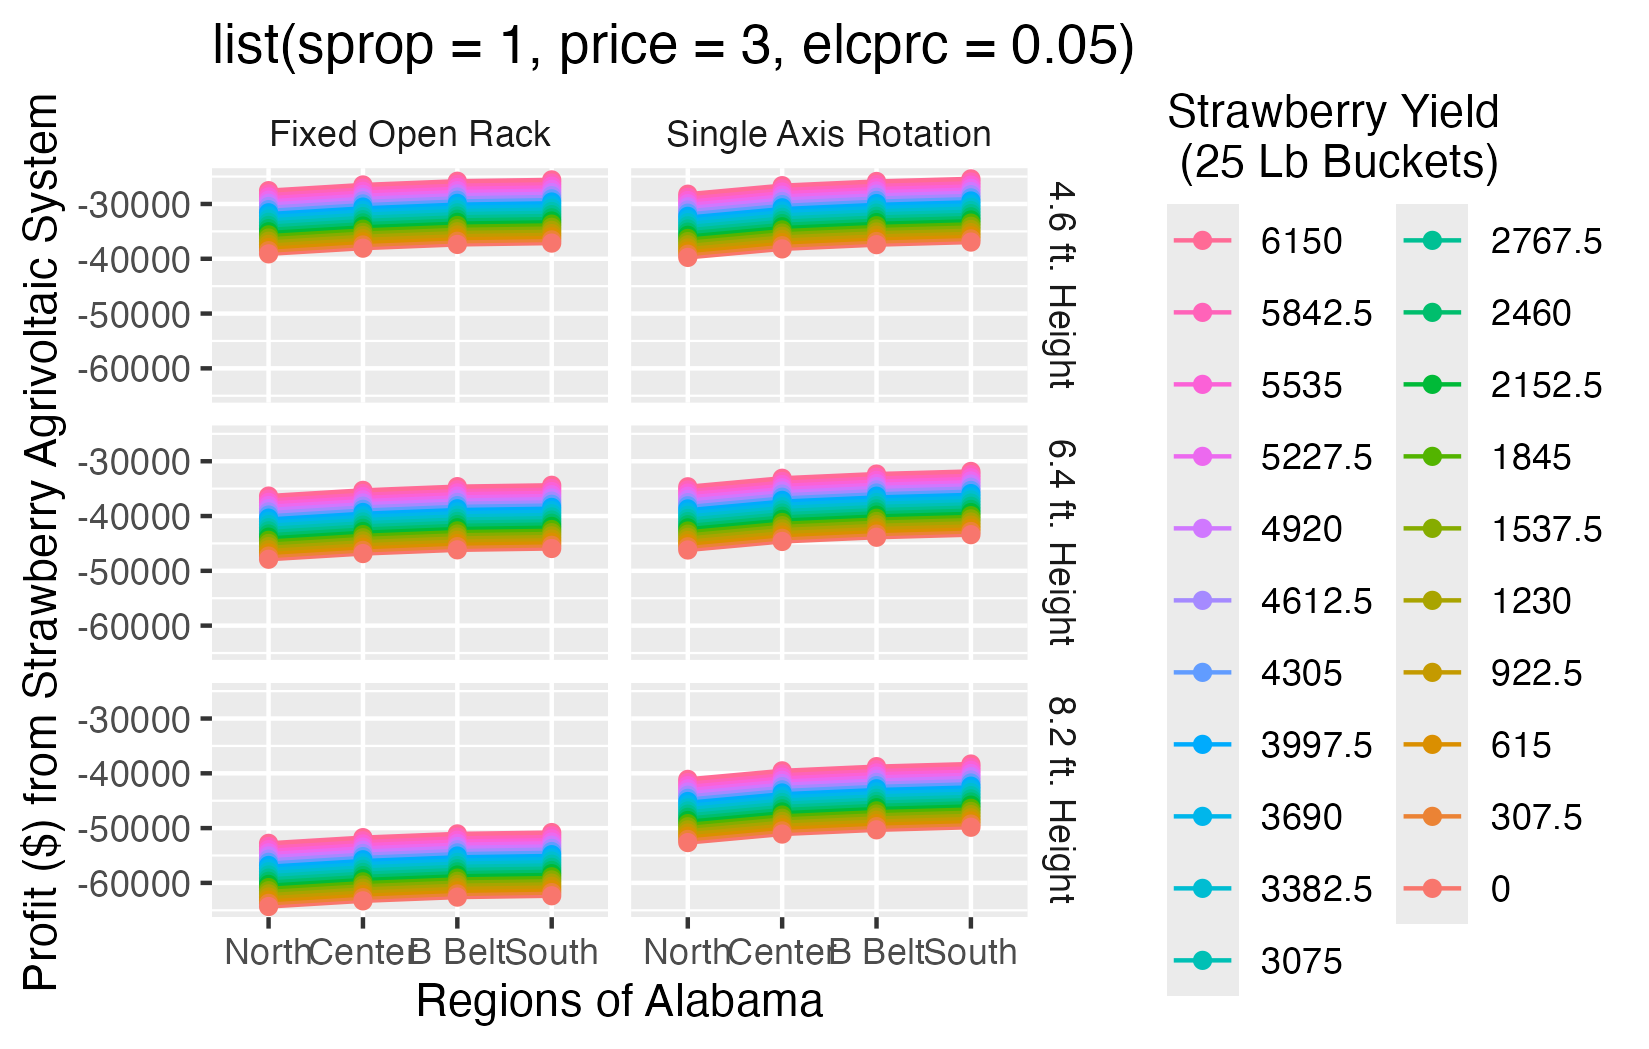 list(sprop = 1, price = 3, elcprc = 0.05)
Profit ($) from Strawberry Agrivoltaic System
Fixed Open Rack
Single Axis Rotation
-30000
-40000
-50000
-60000
4.6 ft. Height
-30000
-40000
-50000
-60000
6.4 ft. Height
-30000
-40000
-50000
-60000
8.2 ft. Height
North Center B Belt South
North Center B Belt South
Regions of Alabama
Strawberry Yield
(25 Lb Buckets)
6150
5842.5
5535
5227.5
4920
4612.5
4305
3997.5
3690
3382.5
3075
2767.5
2460
2152.5
1845
1537.5
1230
922.5
615
307.5
0